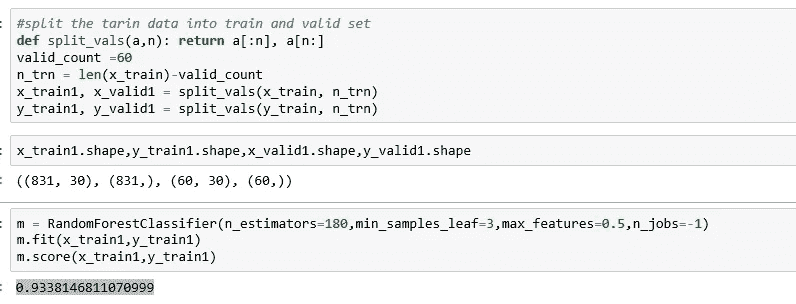 #split the tarin data into train and valid set
def split_vals(a,n): return a[:n], a[n:]
valid_count =60
n_trn = len(x_train)-valid_count
x_train1, x_valid1 = split_vals(x_train, n_trn)
y_train1, y_valid1 = split_vals(y_train, n_trn)
x_train1.shape,y_train1.shape,x_valid1.shape,y_valid1.shape
((831, 30), (831,), (60, 30), (60,))
m = RandomForestClassifier(n_estimators=180,min_samples_leaf=3,max_features=0.5,n_jobs=-1)
m.fit(x_train1,y_train1)
m.score(x_train1,y_train1)
0.9338146811070999